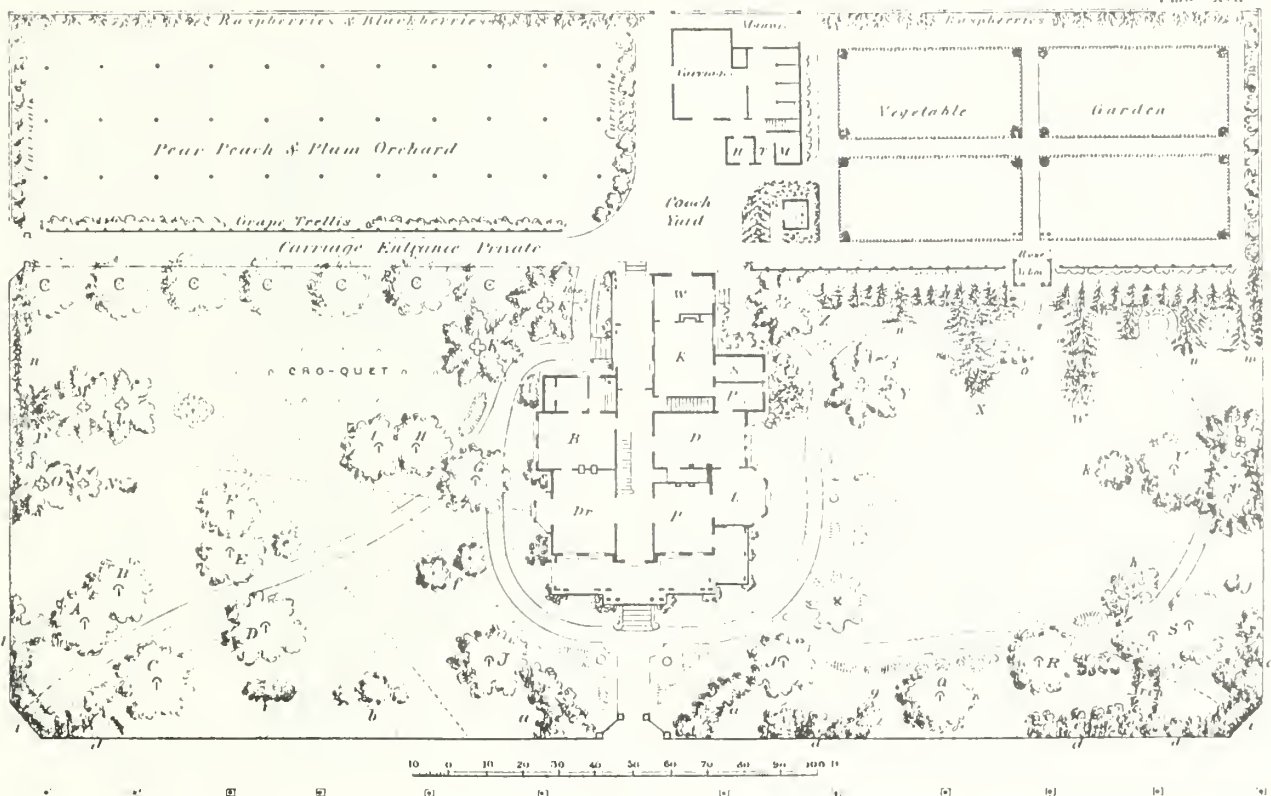 Raspberries & Blackberries
Raspberries
Carriage
Currants
Currants
Vegetable Garden
Pear Peach & Plum Orchard
H T M
Coach
Yard
Grape Trellis
Carriage Entrance Private
C C C C C C C
W
K
CRO-QUET
K
n
n
n
m
X
W
o
S
P
I H
B
D
k
O N
F
Dr
P
L
E
f
H
A
h
D
S
C
J
J
R
Q
b
a
a
d
d
d
d
10 0 10 20 30 40 50 60 70 80 90 100 ft